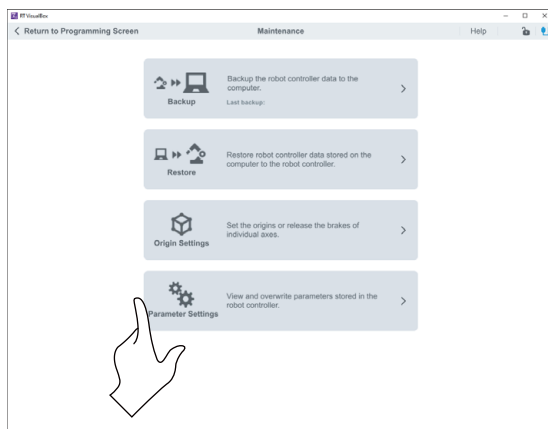 RT VisualBox
Return to Programming Screen
Maintenance
Help
Backup
Backup the robot controller data to the
computer.
Last backup:
Restore
Restore robot controller data stored on the
computer to the robot controller.
Origin Settings
Set the origins or release the brakes of
individual axes.
Parameter Settings
View and overwrite parameters stored in the
robot controller.